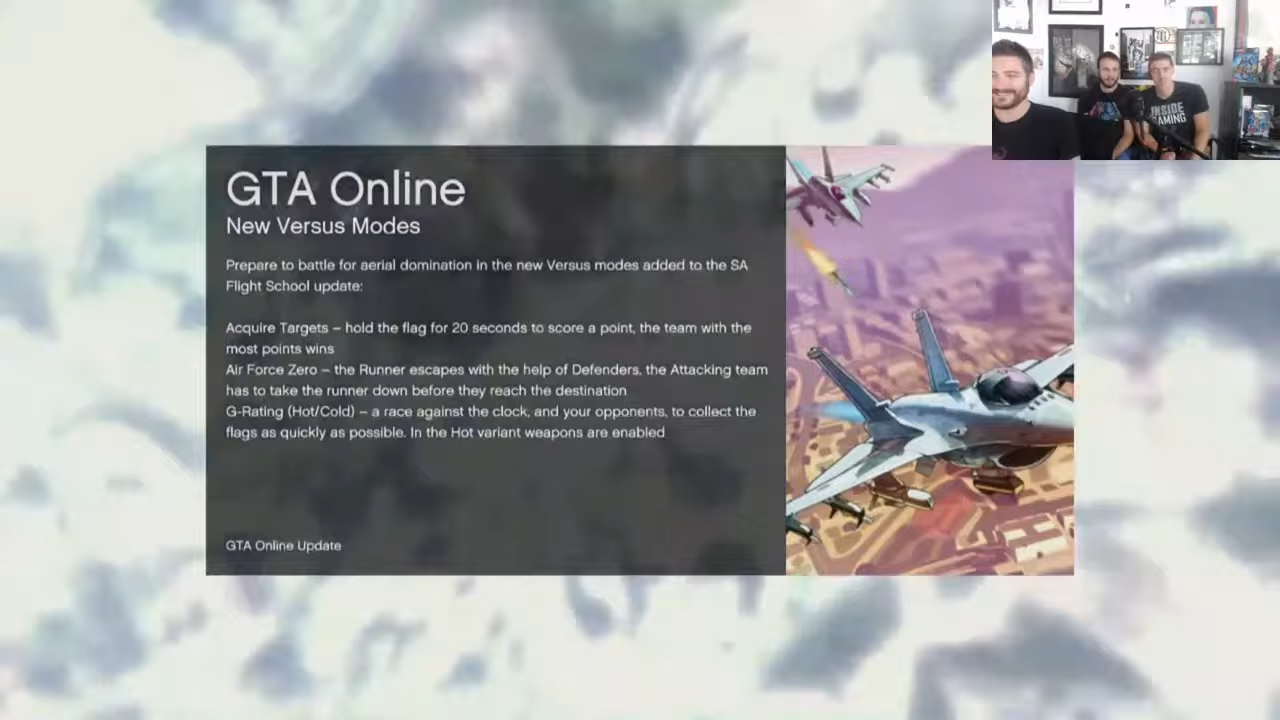 GTA Online
New Versus Modes
Prepare to battle for aerial domination in the new Versus modes added to the SA
Flight School update:
Acquire Targets – hold the flag for 20 seconds to score a point, the team with the
most points wins
Air Force Zero – the Runner escapes with the help of Defenders, the Attacking team
has to take the runner down before they reach the destination
G-Rating (Hot/Cold) – a race against the clock, and your opponents, to collect the
flags as quickly as possible. In the Hot variant weapons are enabled
GTA Online Update
INSIDE
GAMING